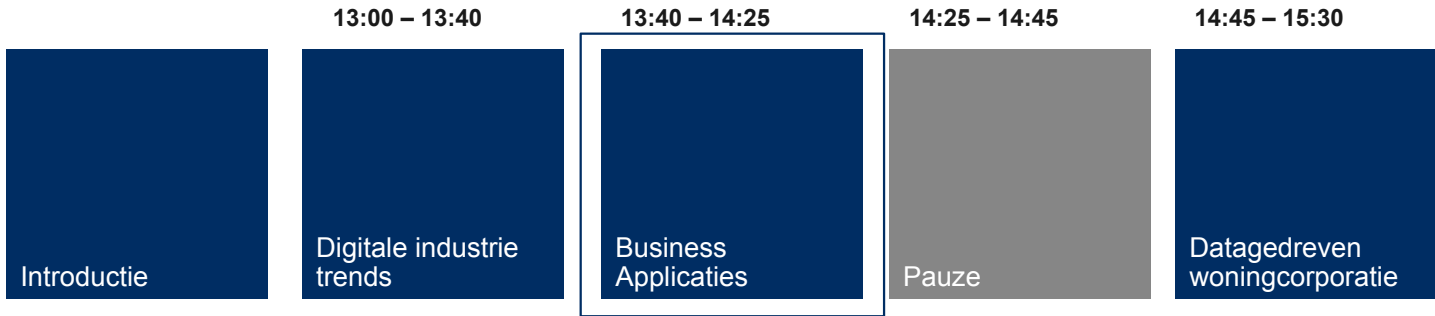 13:00 – 13:40
13:40 – 14:25
14:25 – 14:45
14:45 – 15:30
Introductie
Digitale industrie
trends
Business
Applicaties
Pauze
Datagedreven
woningcorporatie